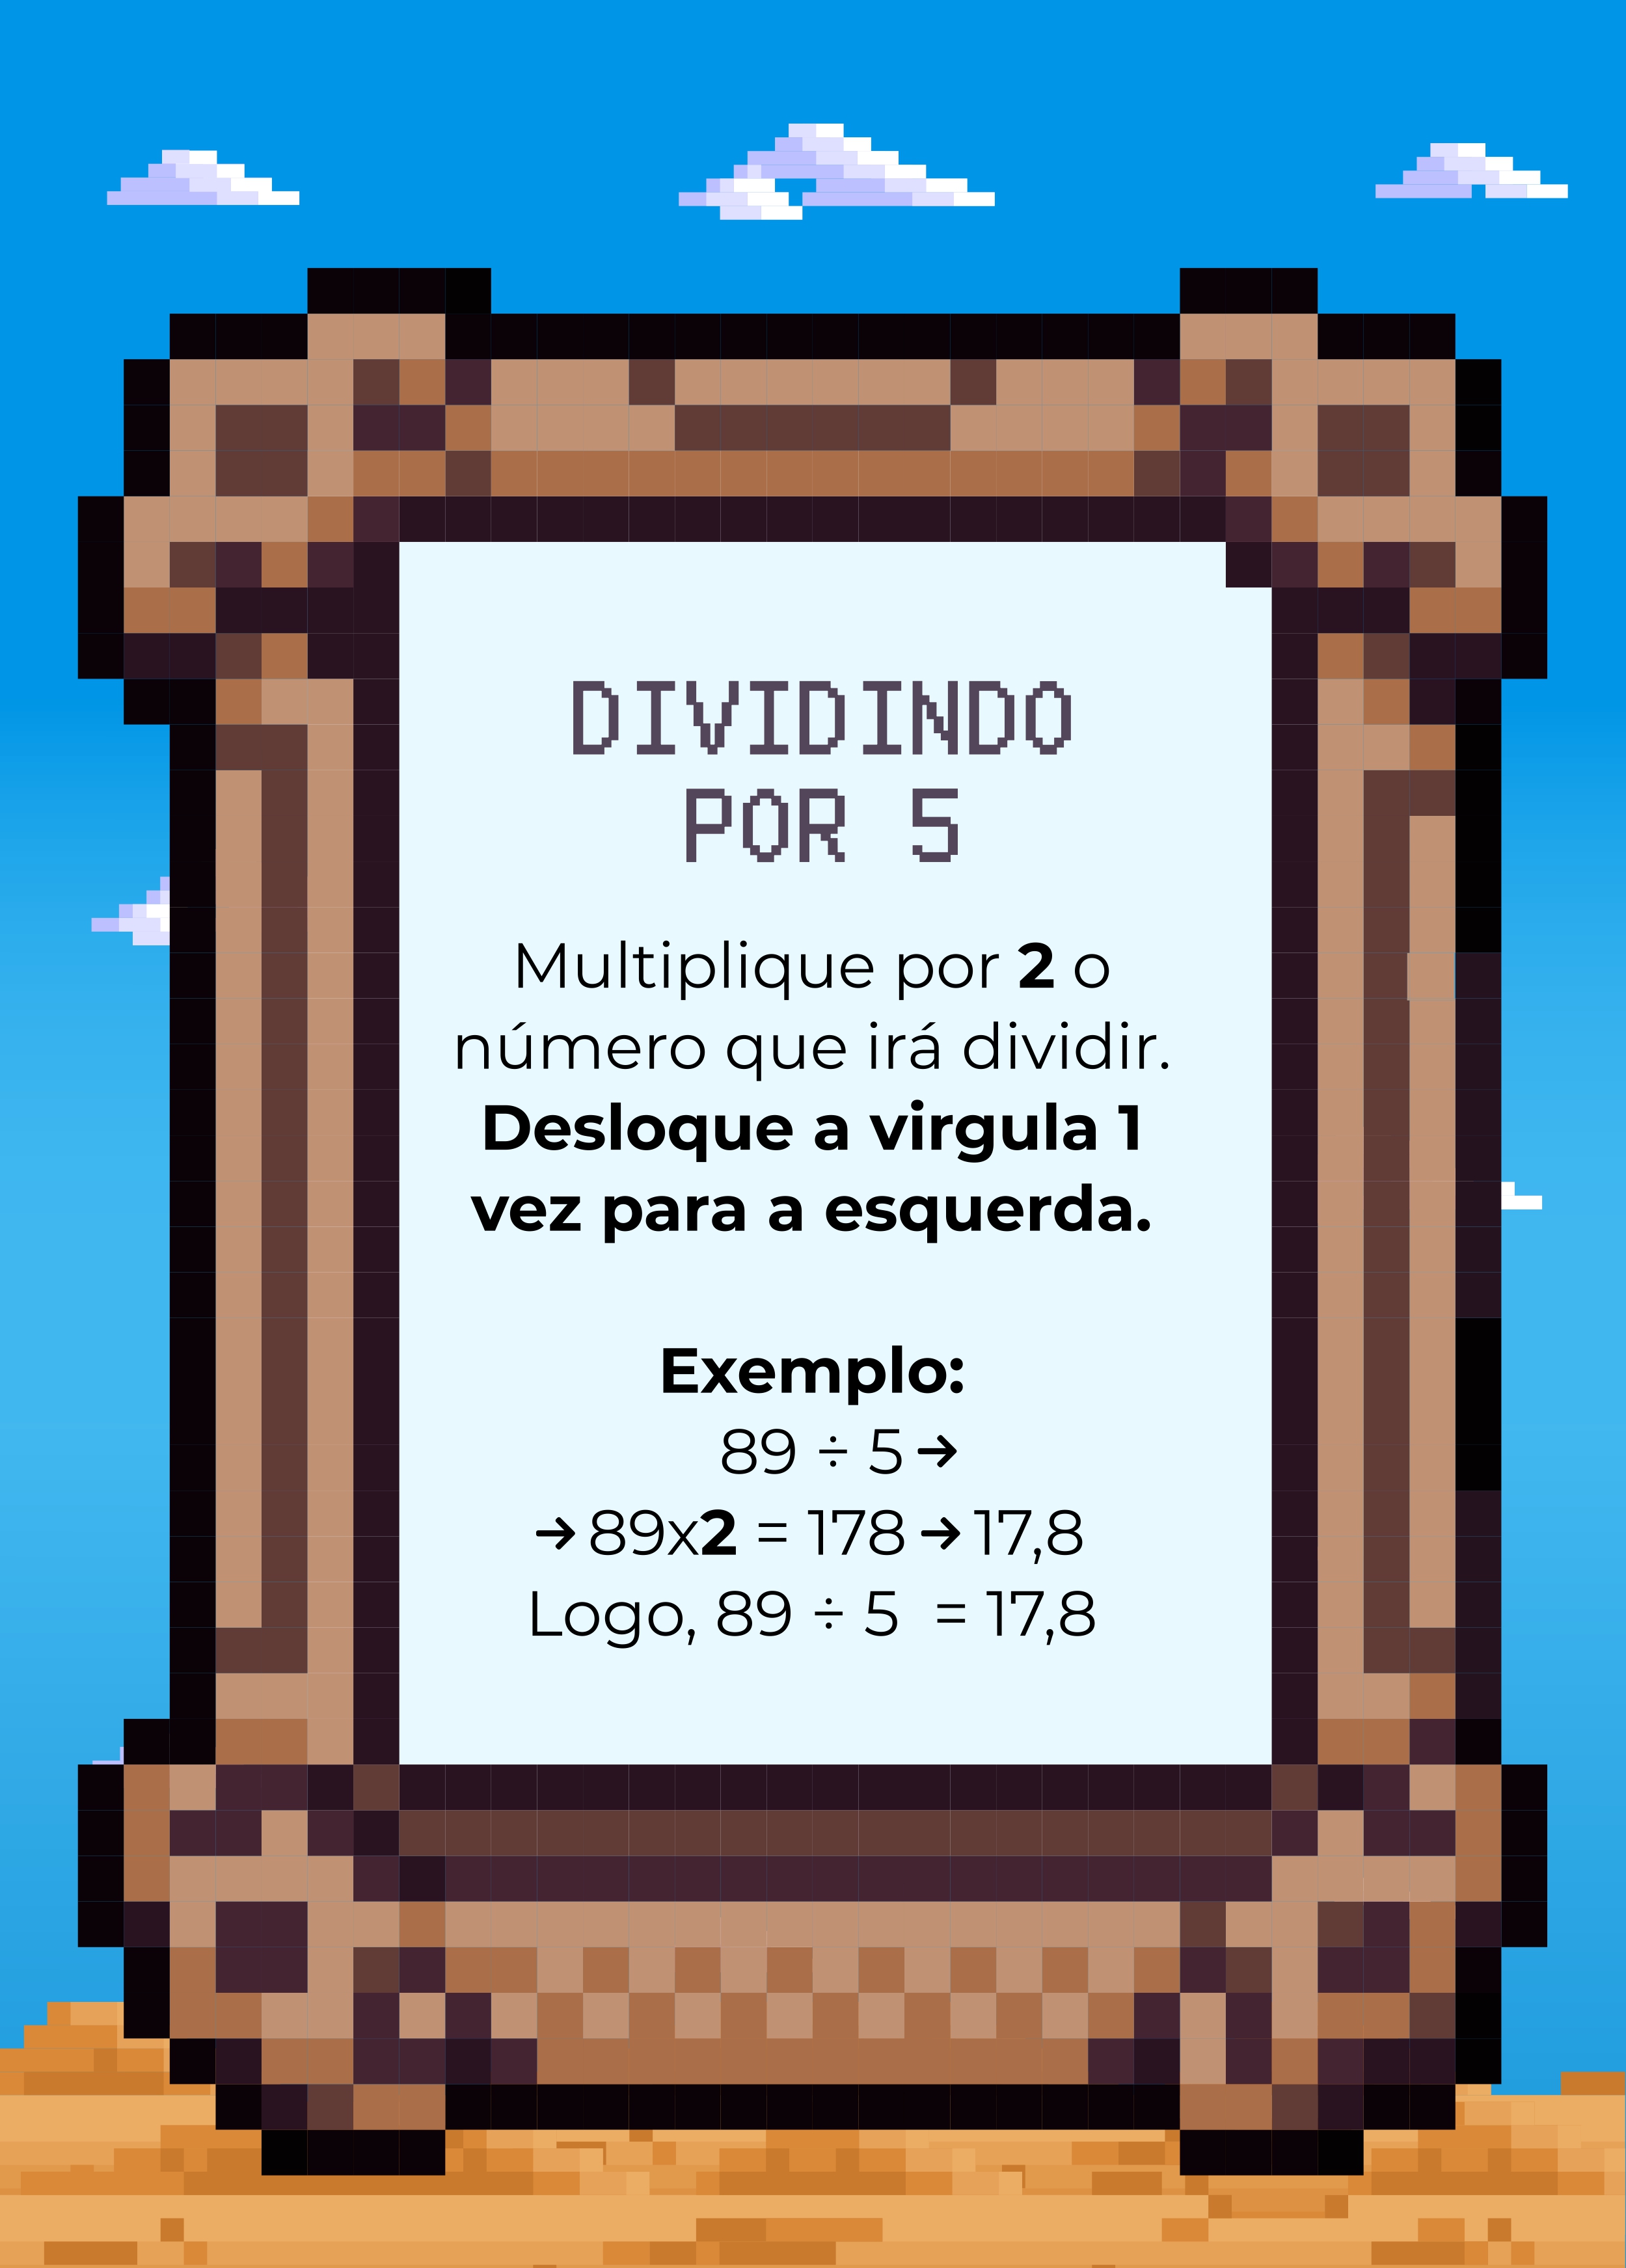 DIVIDINDO
POR 5
Multiplique por 2 o
número que irá dividir.
Desloque a virgula 1
vez para a esquerda.
Exemplo:
89 ÷ 5 →
→ 89x2 = 178 → 17,8
Logo, 89 ÷ 5 = 17,8